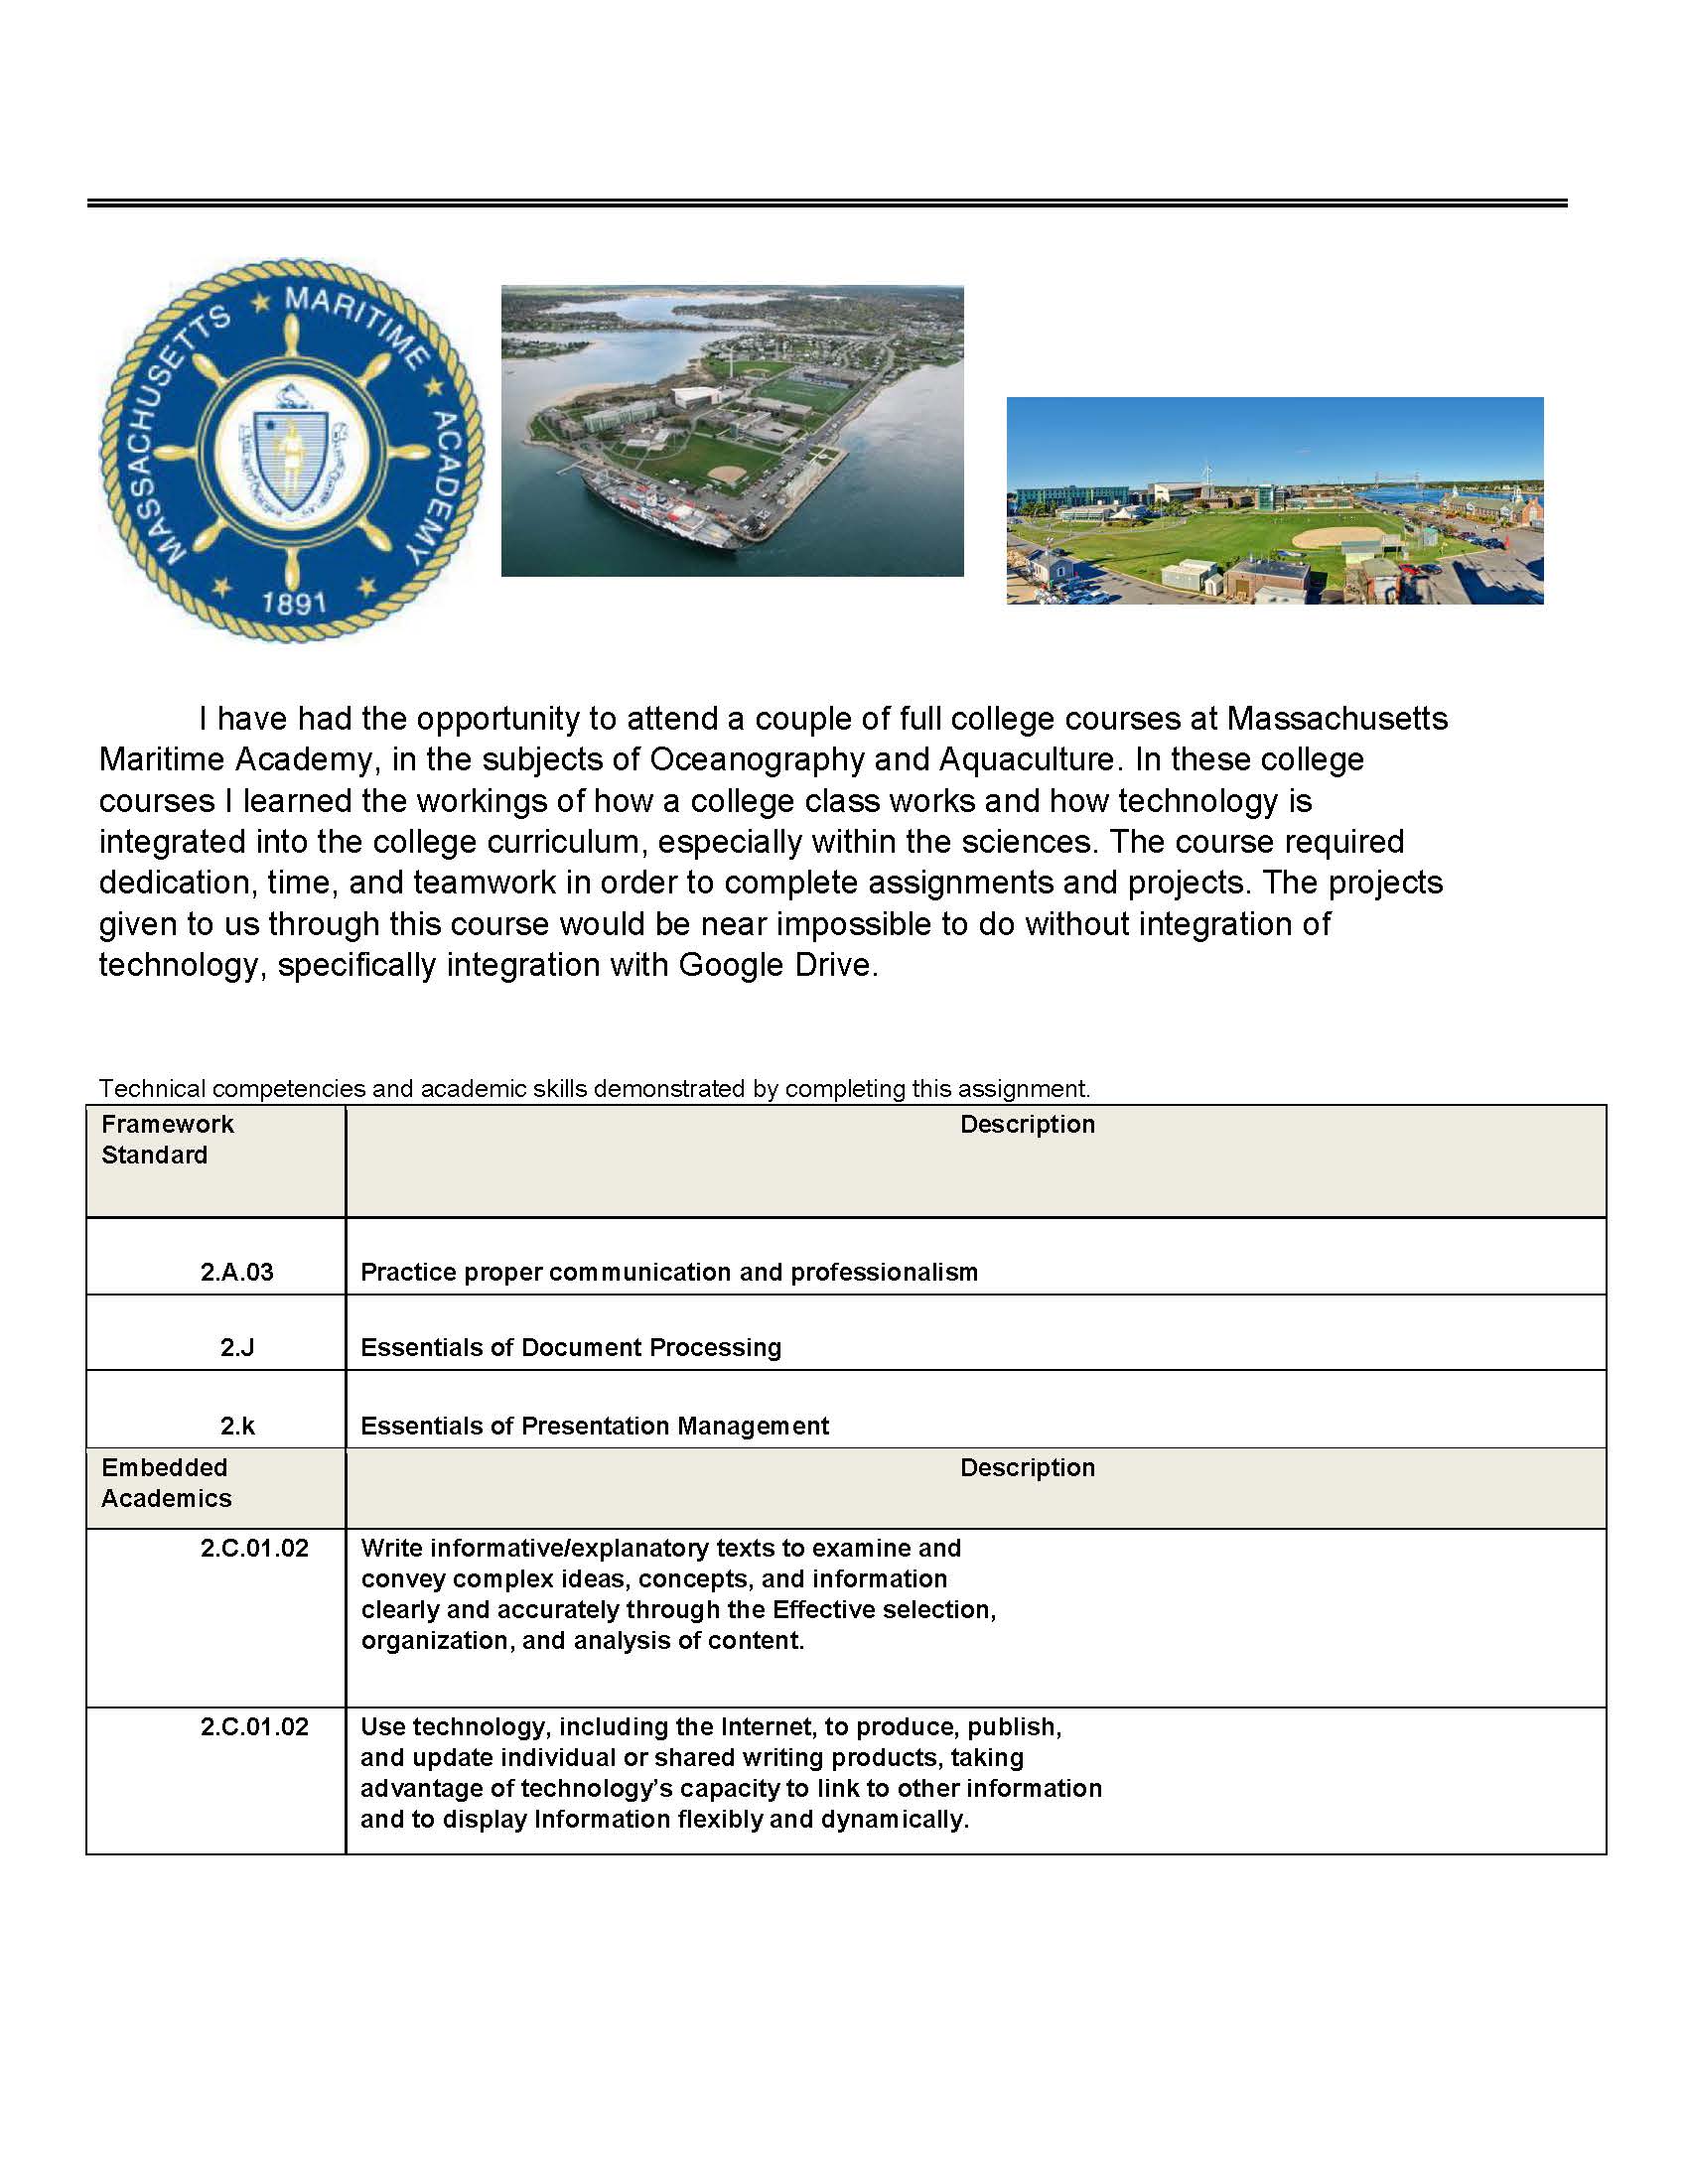 MASSACHUSETTS MARITIME ACADEMY
1891
I have had the opportunity to attend a couple of full college courses at Massachusetts
Maritime Academy, in the subjects of Oceanography and Aquaculture. In these college
courses I learned the workings of how a college class works and how technology is
integrated into the college curriculum, especially within the sciences. The course required
dedication, time, and teamwork in order to complete assignments and projects. The projects
given to us through this course would be near impossible to do without integration of
technology, specifically integration with Google Drive.
Technical competencies and academic skills demonstrated by completing this assignment.
Framework
Standard
Description
2.A.03
Practice proper communication and professionalism
2.J
Essentials of Document Processing
2.k
Essentials of Presentation Management
Embedded
Academics
Description
2.C.01.02
Write informative/explanatory texts to examine and
convey complex ideas, concepts, and information
clearly and accurately through the Effective selection,
organization, and analysis of content.
2.C.01.02
Use technology, including the Internet, to produce, publish,
and update individual or shared writing products, taking
advantage of technology’s capacity to link to other information
and to display Information flexibly and dynamically.